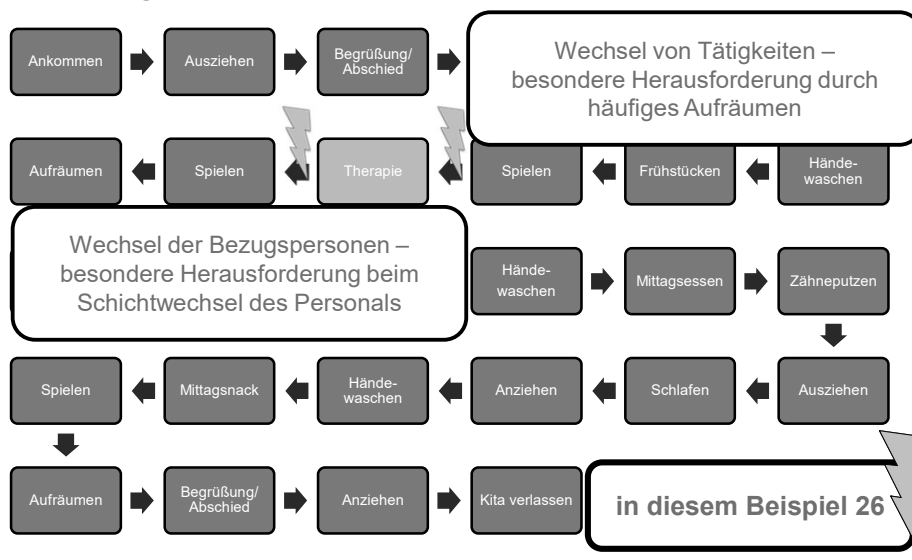 Ankommen
Ausziehen
Begrüßung/
Abschied
Wechsel von Tätigkeiten –
besondere Herausforderung durch
häufiges Aufräumen
Aufräumen
Spielen
Therapie
Spielen
Frühstücken
Hände-
waschen
Wechsel der Bezugspersonen –
besondere Herausforderung beim
Schichtwechsel des Personals
Hände-
waschen
Mittagsessen
Zähneputzen
Spielen
Mittagsnack
Hände-
waschen
Anziehen
Schlafen
Ausziehen
Aufräumen
Begrüßung/
Abschied
Anziehen
Kita verlassen
in diesem Beispiel 26